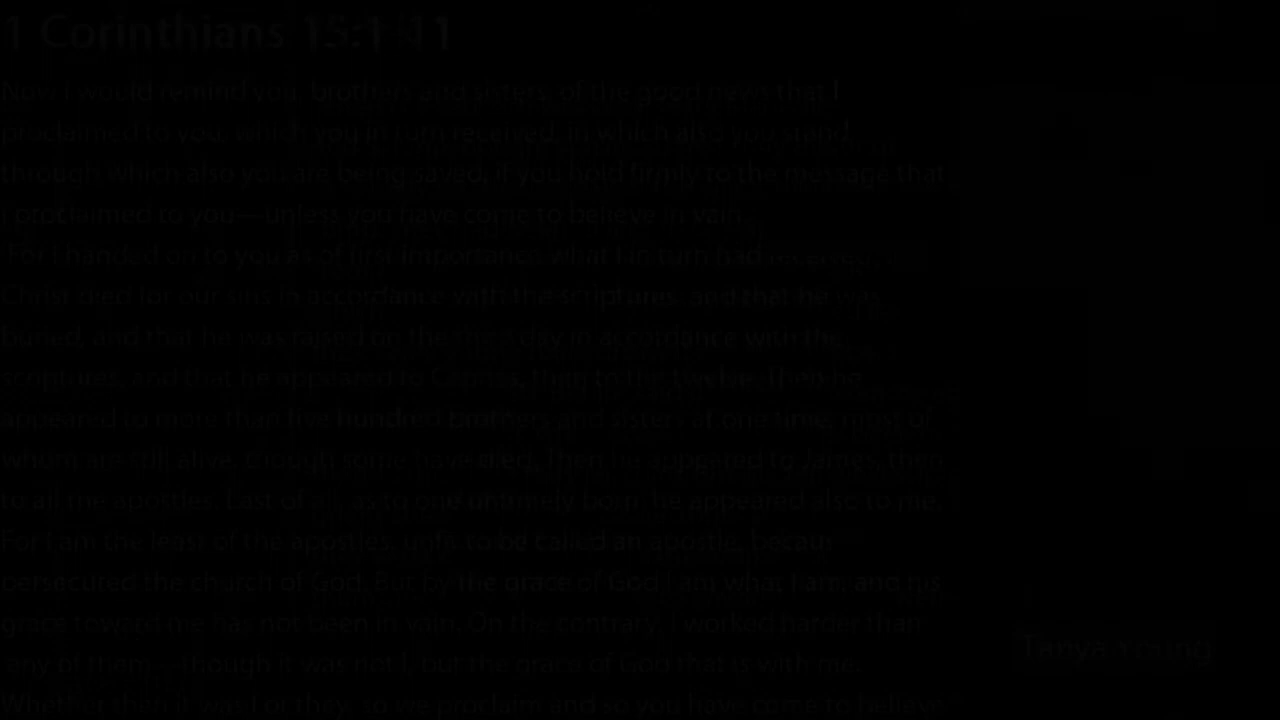 1 Corinthians 15:1-11
Now I would remind you, brothers and sisters, of the good news that I
proclaimed to you, which you in turn received, in which also you stand,
through which also you are being saved, if you hold firmly to the message that
I proclaimed to you—unless you have come to believe in vain.
For I handed on to you as of first importance what I in turn had received:
Christ died for our sins in accordance with the scriptures, and that he was
buried, and that he was raised on the third day in accordance with the
scriptures, and that he appeared to Cephas, then to the twelve. Then he
appeared to more than five hundred brothers and sisters at one time, most of
whom are still alive, though some have died. Then he appeared to James, then
to all the apostles. Last of all, as to one untimely born, he appeared also to me.
For I am the least of the apostles, unfit to be called an apostle, becaus
persecuted the church of God. But by the grace of God I am what I am, and his
grace toward me has not been in vain. On the contrary, I worked harder than
any of them—though it was not I, but the grace of God that is with me.
Whether then it was I or they, so we proclaim and so you have come to believe
Tanya